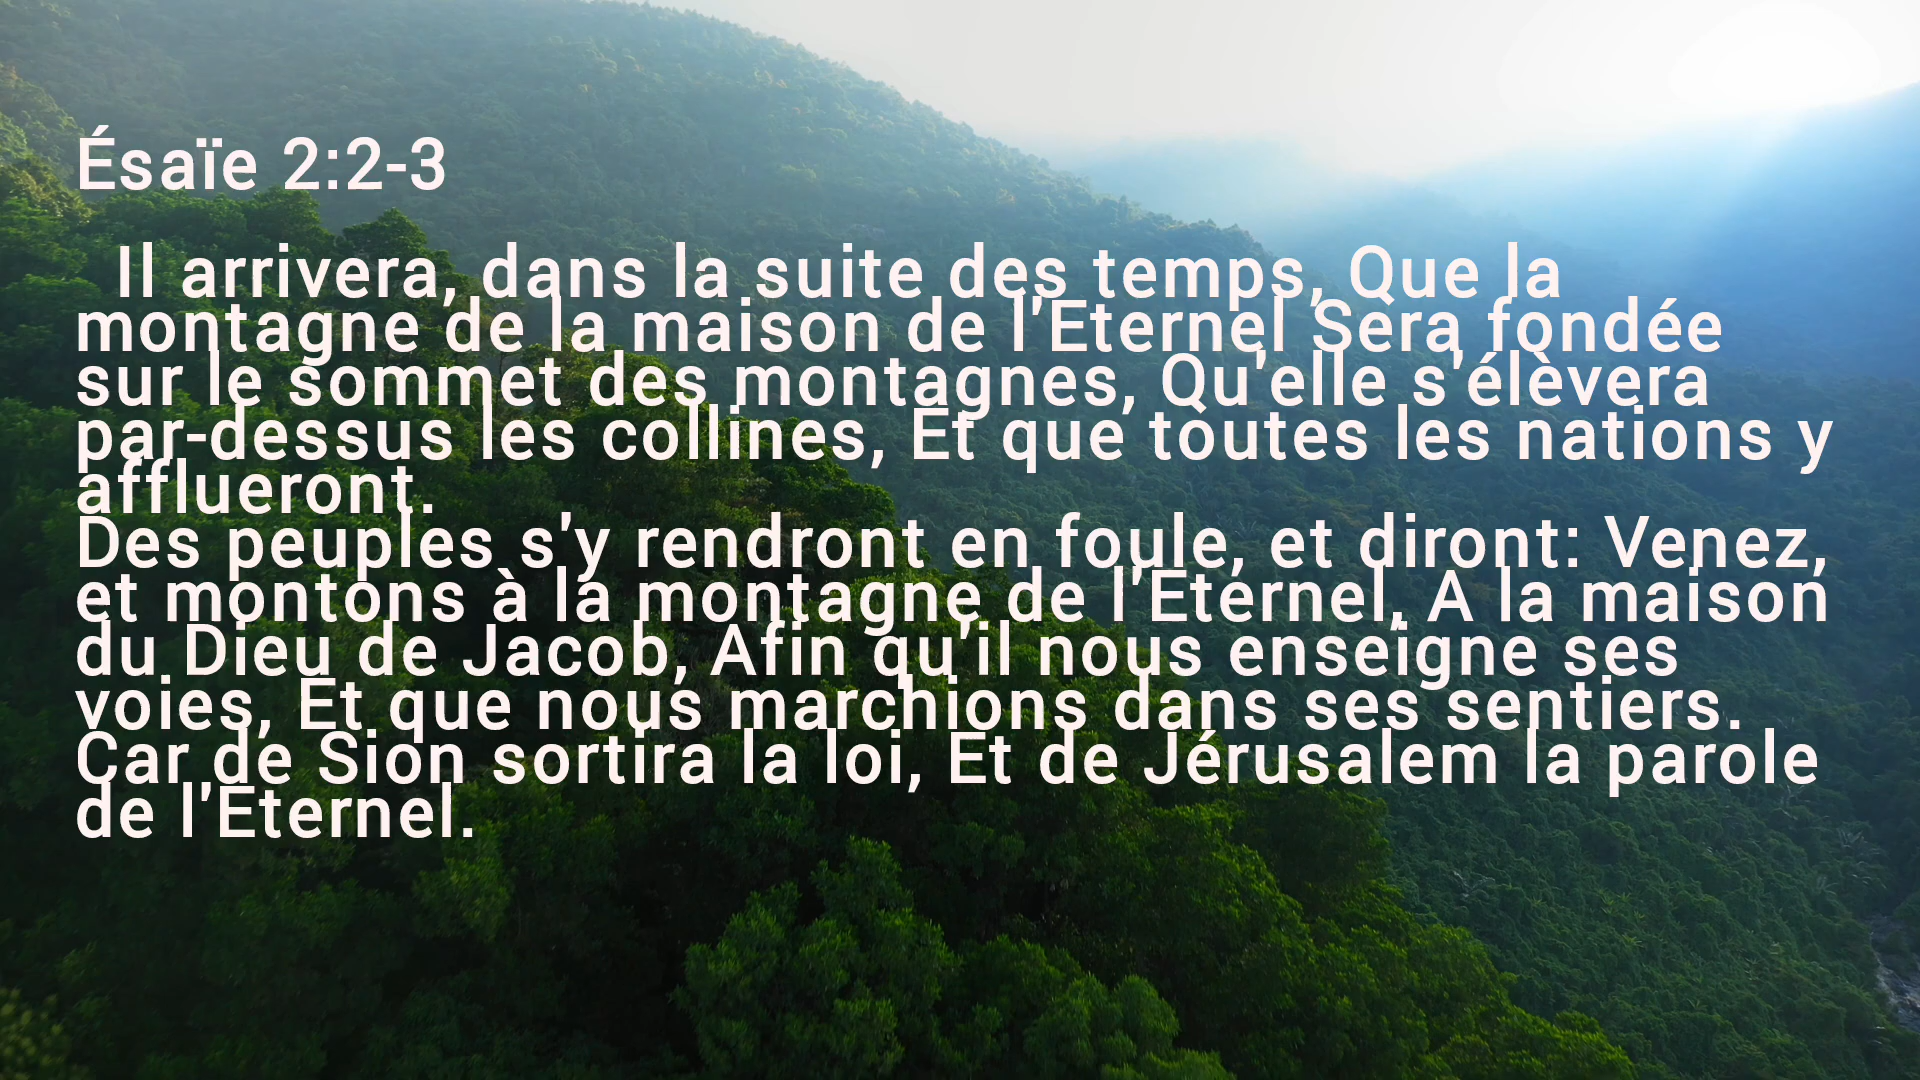 Ésaïe 2:2-3
Il arrivera, dans la suite des temps, Que la
montagne de la maison de l'Eternel Sera fondée
sur le sommet des montagnes, Qu'elle s'élèvera
par-dessus les collines, Et que toutes les nations y
afflueront.
Des peuples s'y rendront en foule, et diront: Venez,
et montons à la montagne de l'Eternel, A la maison
du Dieu de Jacob, Afin qu'il nous enseigne ses
voies, Et que nous marchions dans ses sentiers.
Car de Sion sortira la loi, Et de Jérusalem la parole
de l'Eternel.